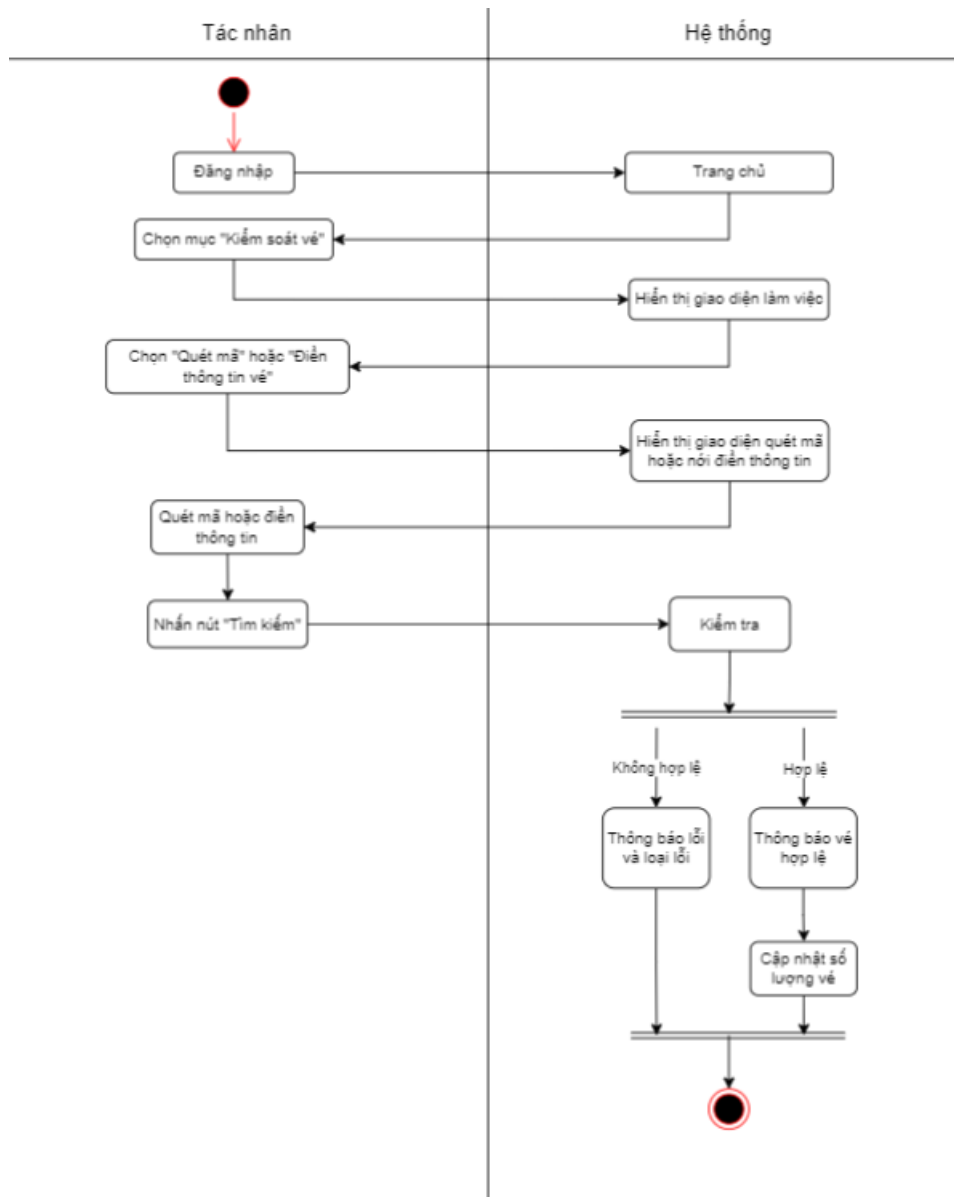 Tác nhân
Hệ thống
Đăng nhập
Trang chủ
Chọn mục "Kiểm soát vé"
Hiển thị giao diện làm việc
Chọn "Quét mã" hoặc "Điền
thông tin vé"
Hiển thị giao diện quét mã
hoặc nới điền thông tin
Quét mã hoặc điền
thông tin
Nhấn nút "Tìm kiếm"
Kiểm tra
Không hợp lệ
Hợp lệ
Thông báo lỗi
và loại lỗi
Thông báo vé
hợp lệ
Cập nhật số
lượng vé